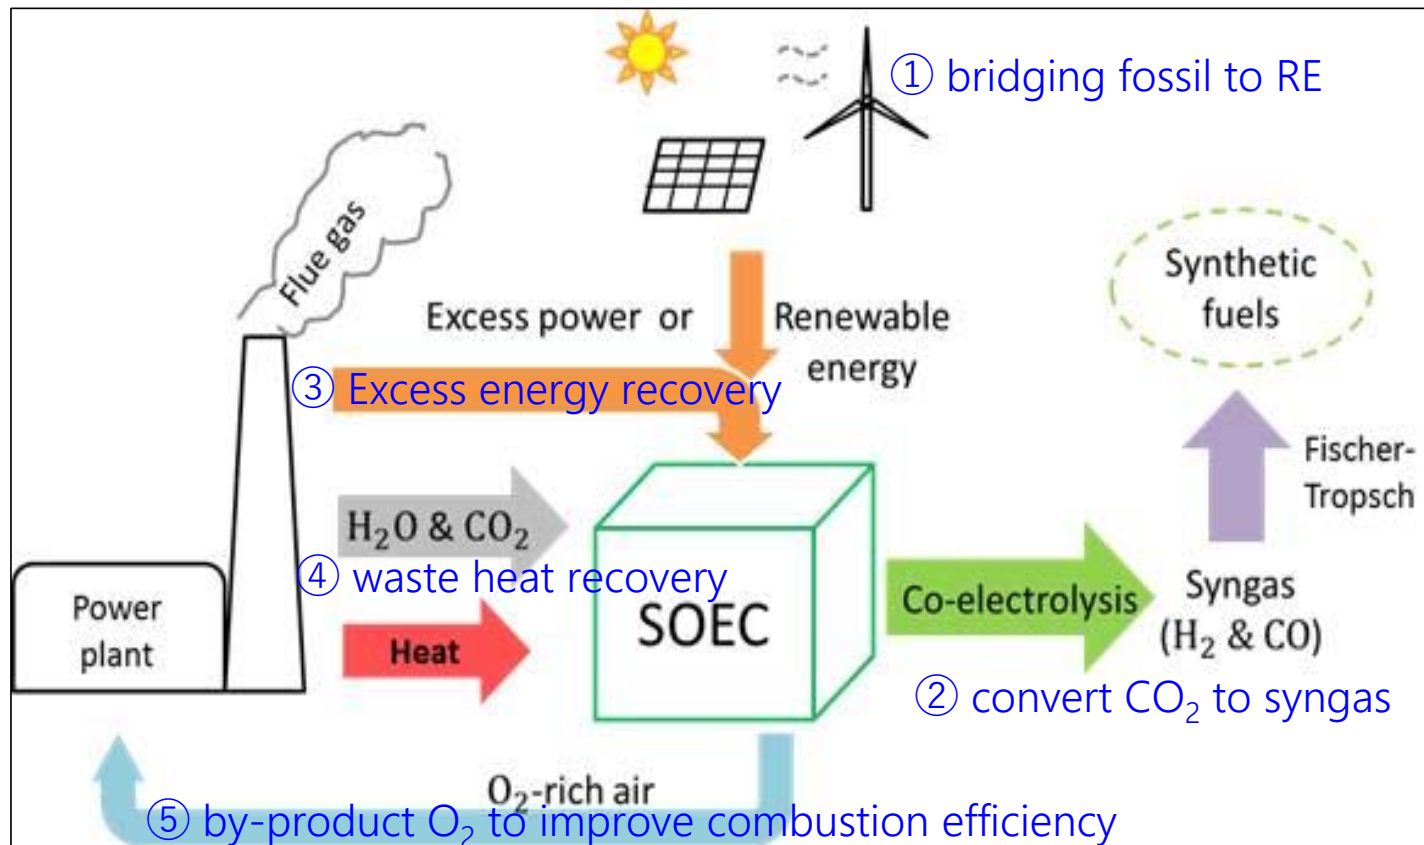 ① bridging fossil to RE
Flue gas
Synthetic
fuels
Excess power or
Renewable
energy
③ Excess energy recovery
Fischer-
Tropsch
H₂O & CO₂
④ waste heat recovery
Power
plant
Heat
SOEC
Co-electrolysis
Syngas
(H₂ & CO)
② convert CO₂ to syngas
O₂-rich air
⑤ by-product O₂ to improve combustion efficiency